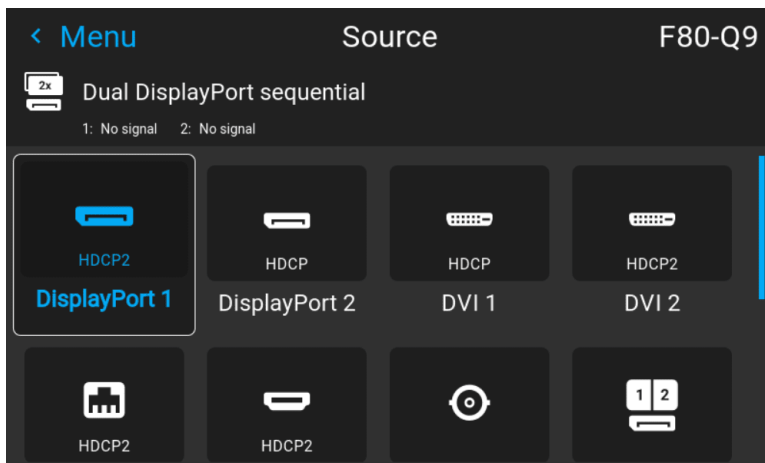 < Menu Source F80-Q9
2x
Dual DisplayPort sequential
1: No signal 2: No signal
HDCP2 HDCP HDCP HDCP2
DisplayPort 1 DisplayPort 2 DVI 1 DVI 2
1 2
HDCP2 HDCP2